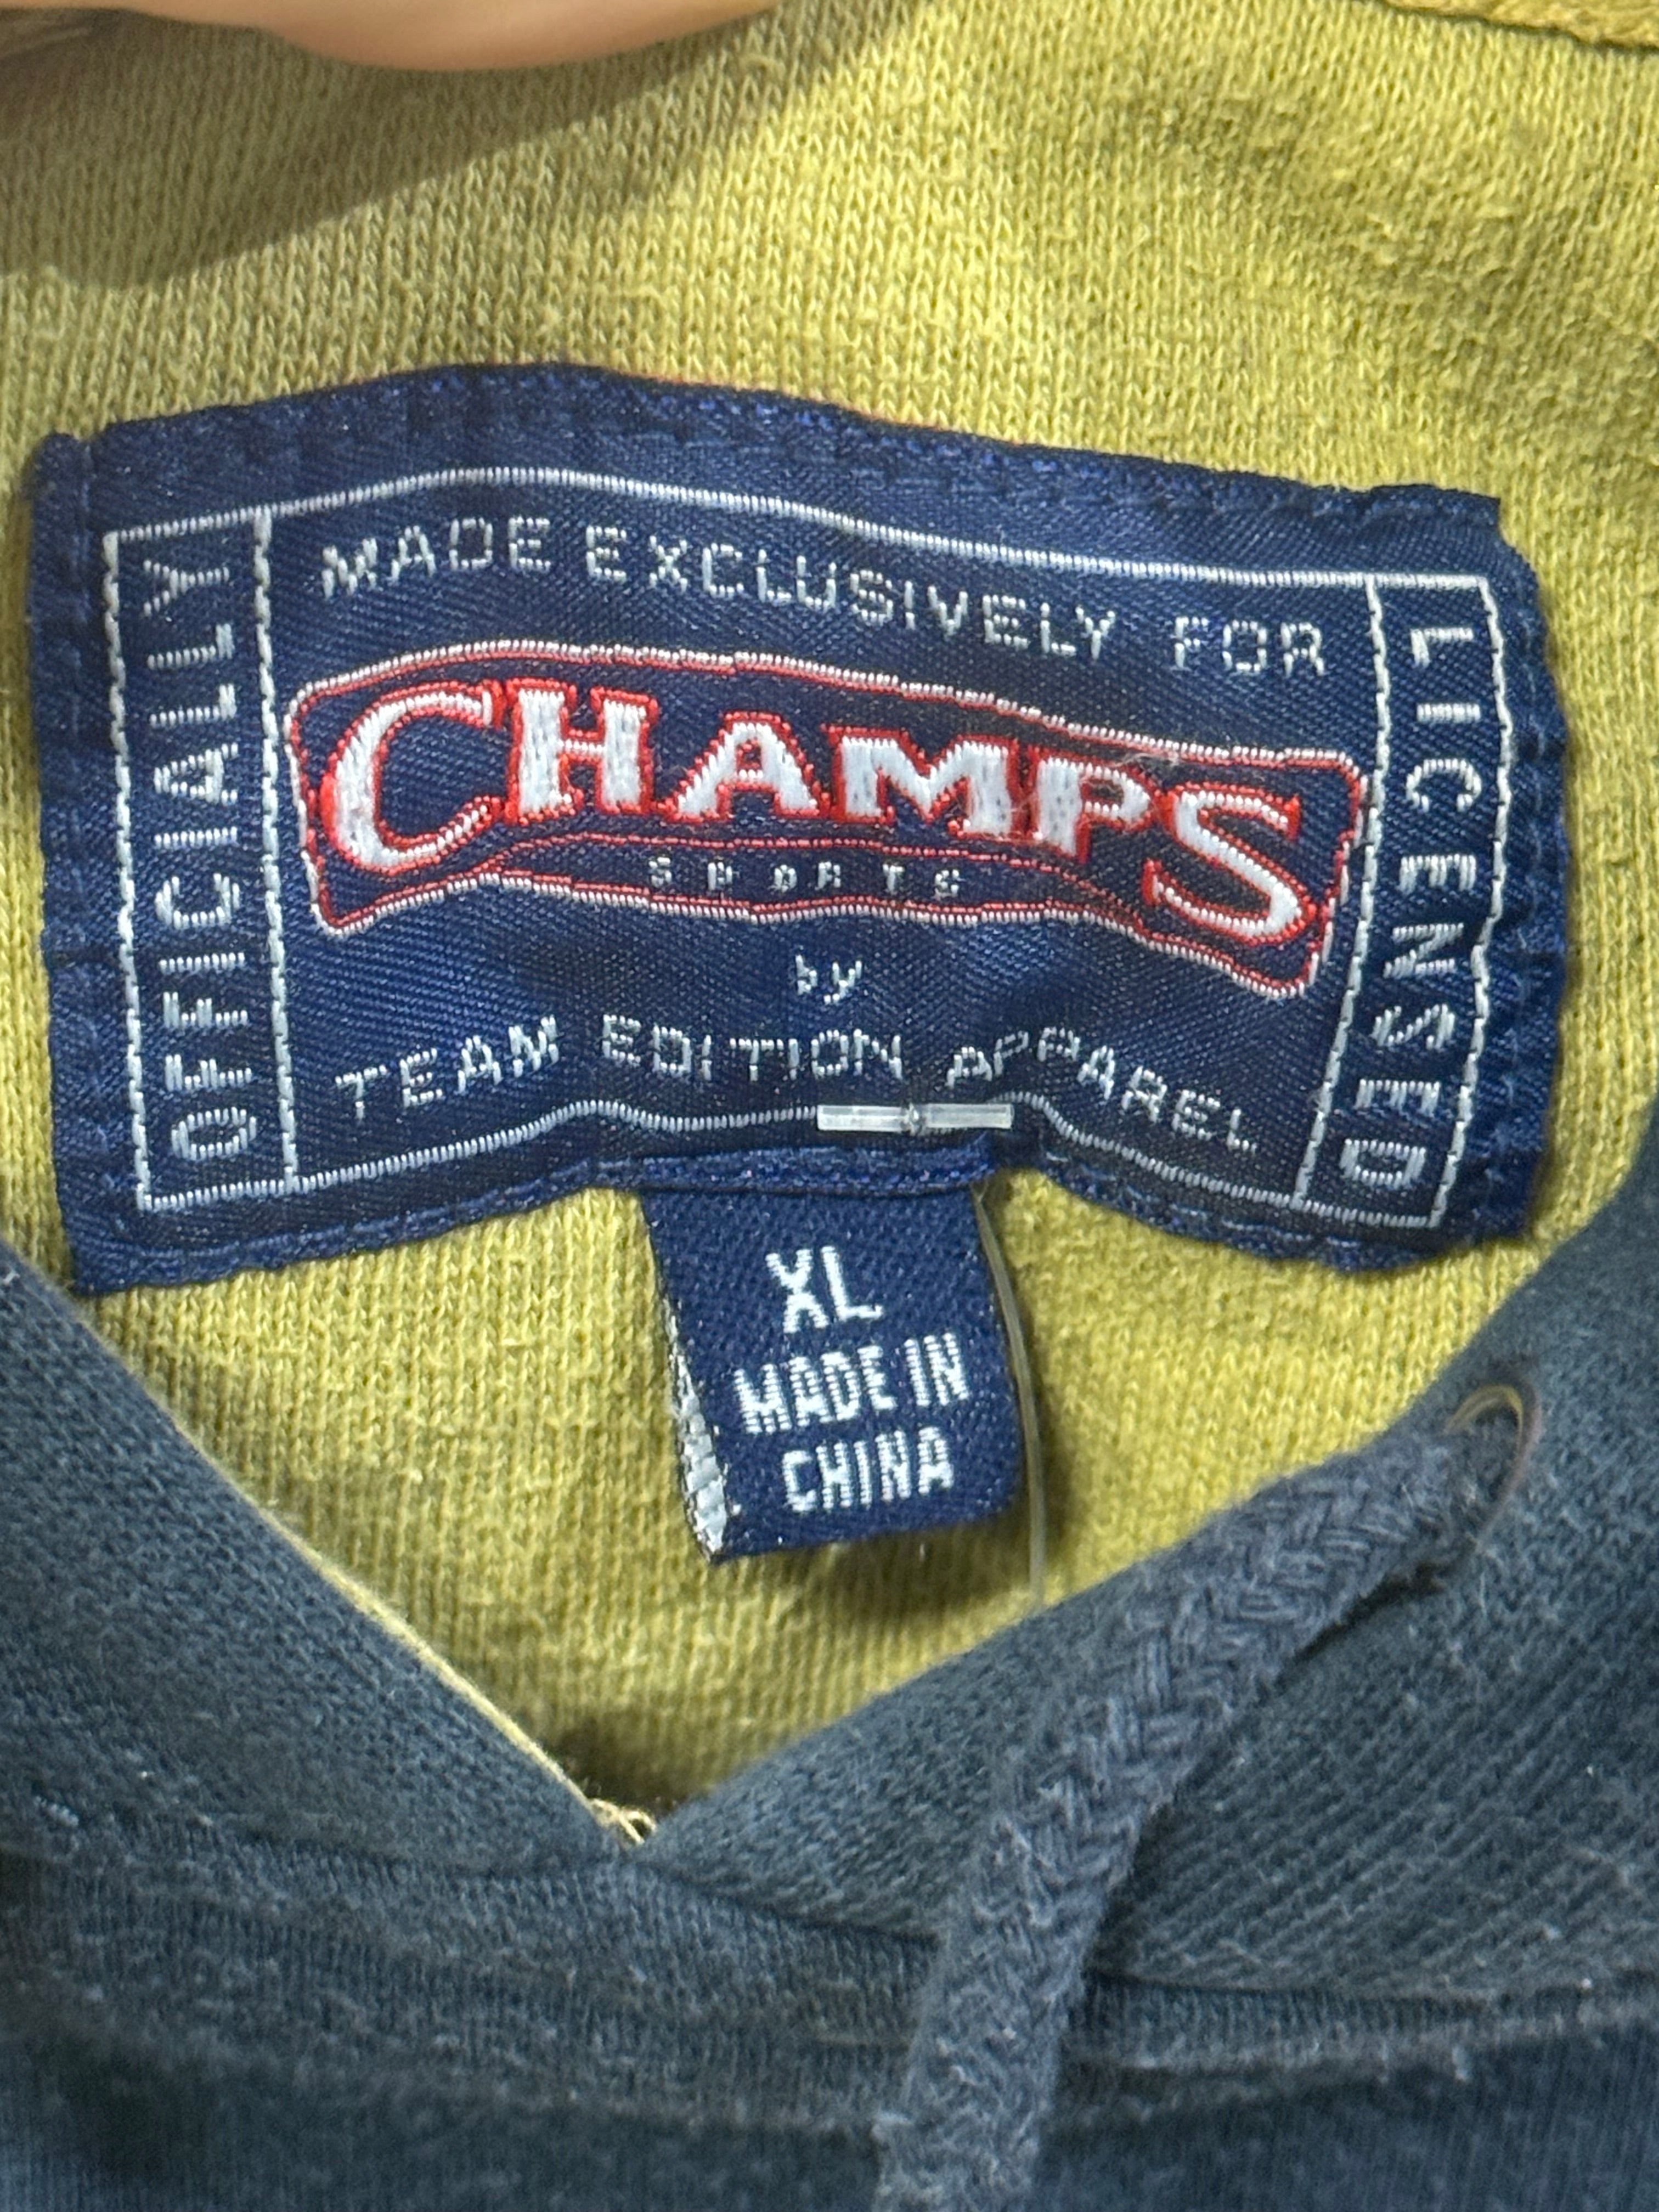 MADE EXCLUSIVELY FOR
OFFICIALLY
CHAMPS
SPORTS
by
TEAM EDITION APPAREL
LICENSED
XL
MADE IN
CHINA